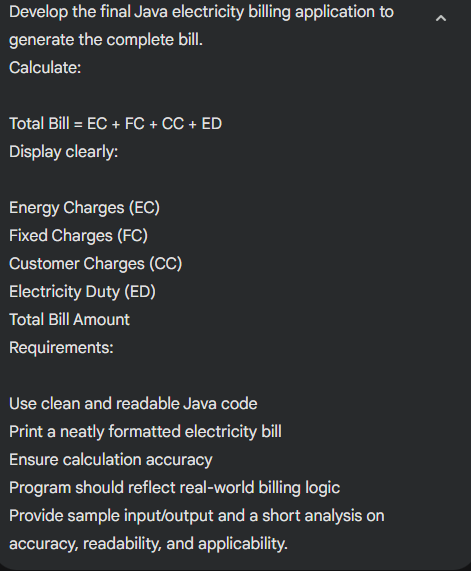 Develop the final Java electricity billing application to
generate the complete bill.
Calculate:
Total Bill = EC + FC + CC + ED
Display clearly:
Energy Charges (EC)
Fixed Charges (FC)
Customer Charges (CC)
Electricity Duty (ED)
Total Bill Amount
Requirements:
Use clean and readable Java code
Print a neatly formatted electricity bill
Ensure calculation accuracy
Program should reflect real-world billing logic
Provide sample input/output and a short analysis on
accuracy, readability, and applicability.